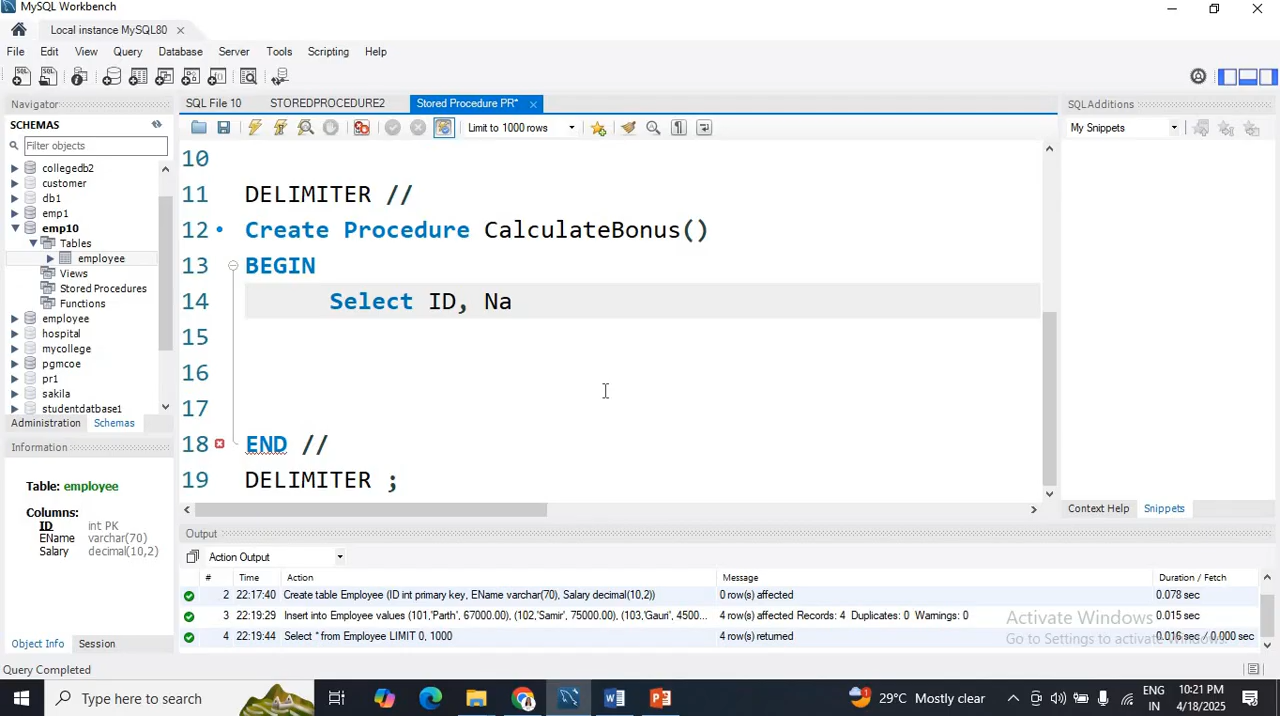 MySQL Workbench
Local instance MySQL80
File Edit View Query Database Server Tools Scripting Help
Navigator
SCHEMAS
Filter objects
collegedb2
customer
db1
emp1
emp10
Tables
employee
Views
Stored Procedures
Functions
employee
hospital
mycollege
pgmcoe
pr1
sakila
studentdatbase1
Administration Schemas
Information
Table: employee
Columns:
ID int PK
EName varchar(70)
Salary decimal(10,2)
Object Info Session
Query Completed
SQL File 10 STOREDPROCEDURE2 Stored Procedure PR*
Limit to 1000 rows
10
11 DELIMITER //
12 Create Procedure CalculateBonus()
13 BEGIN
14 Select ID, Na
15
16
17
18 END //
19 DELIMITER ;
SQL Additions
My Snippets
Context Help Snippets
Output
Action Output
# Time Action Message Duration / Fetch
2 22:17:40 Create table Employee (ID int primary key, EName varchar(70), Salary decimal(10,2)) 0 row(s) affected 0.078 sec
3 22:19:29 Insert into Employee values (101,'Parth', 67000.00), (102,'Samir', 75000.00), (103,'Gauri', 4500... 4 row(s) affected Records: 4 Duplicates: 0 Warnings: 0 0.015 sec
4 22:19:44 Select * from Employee LIMIT 0, 1000 4 row(s) returned 0.016 sec / 0.000 sec
Activate Windows
Go to Settings to activate Windows.
Type here to search
29°C Mostly clear
ENG
IN
10:21 PM
4/18/2025